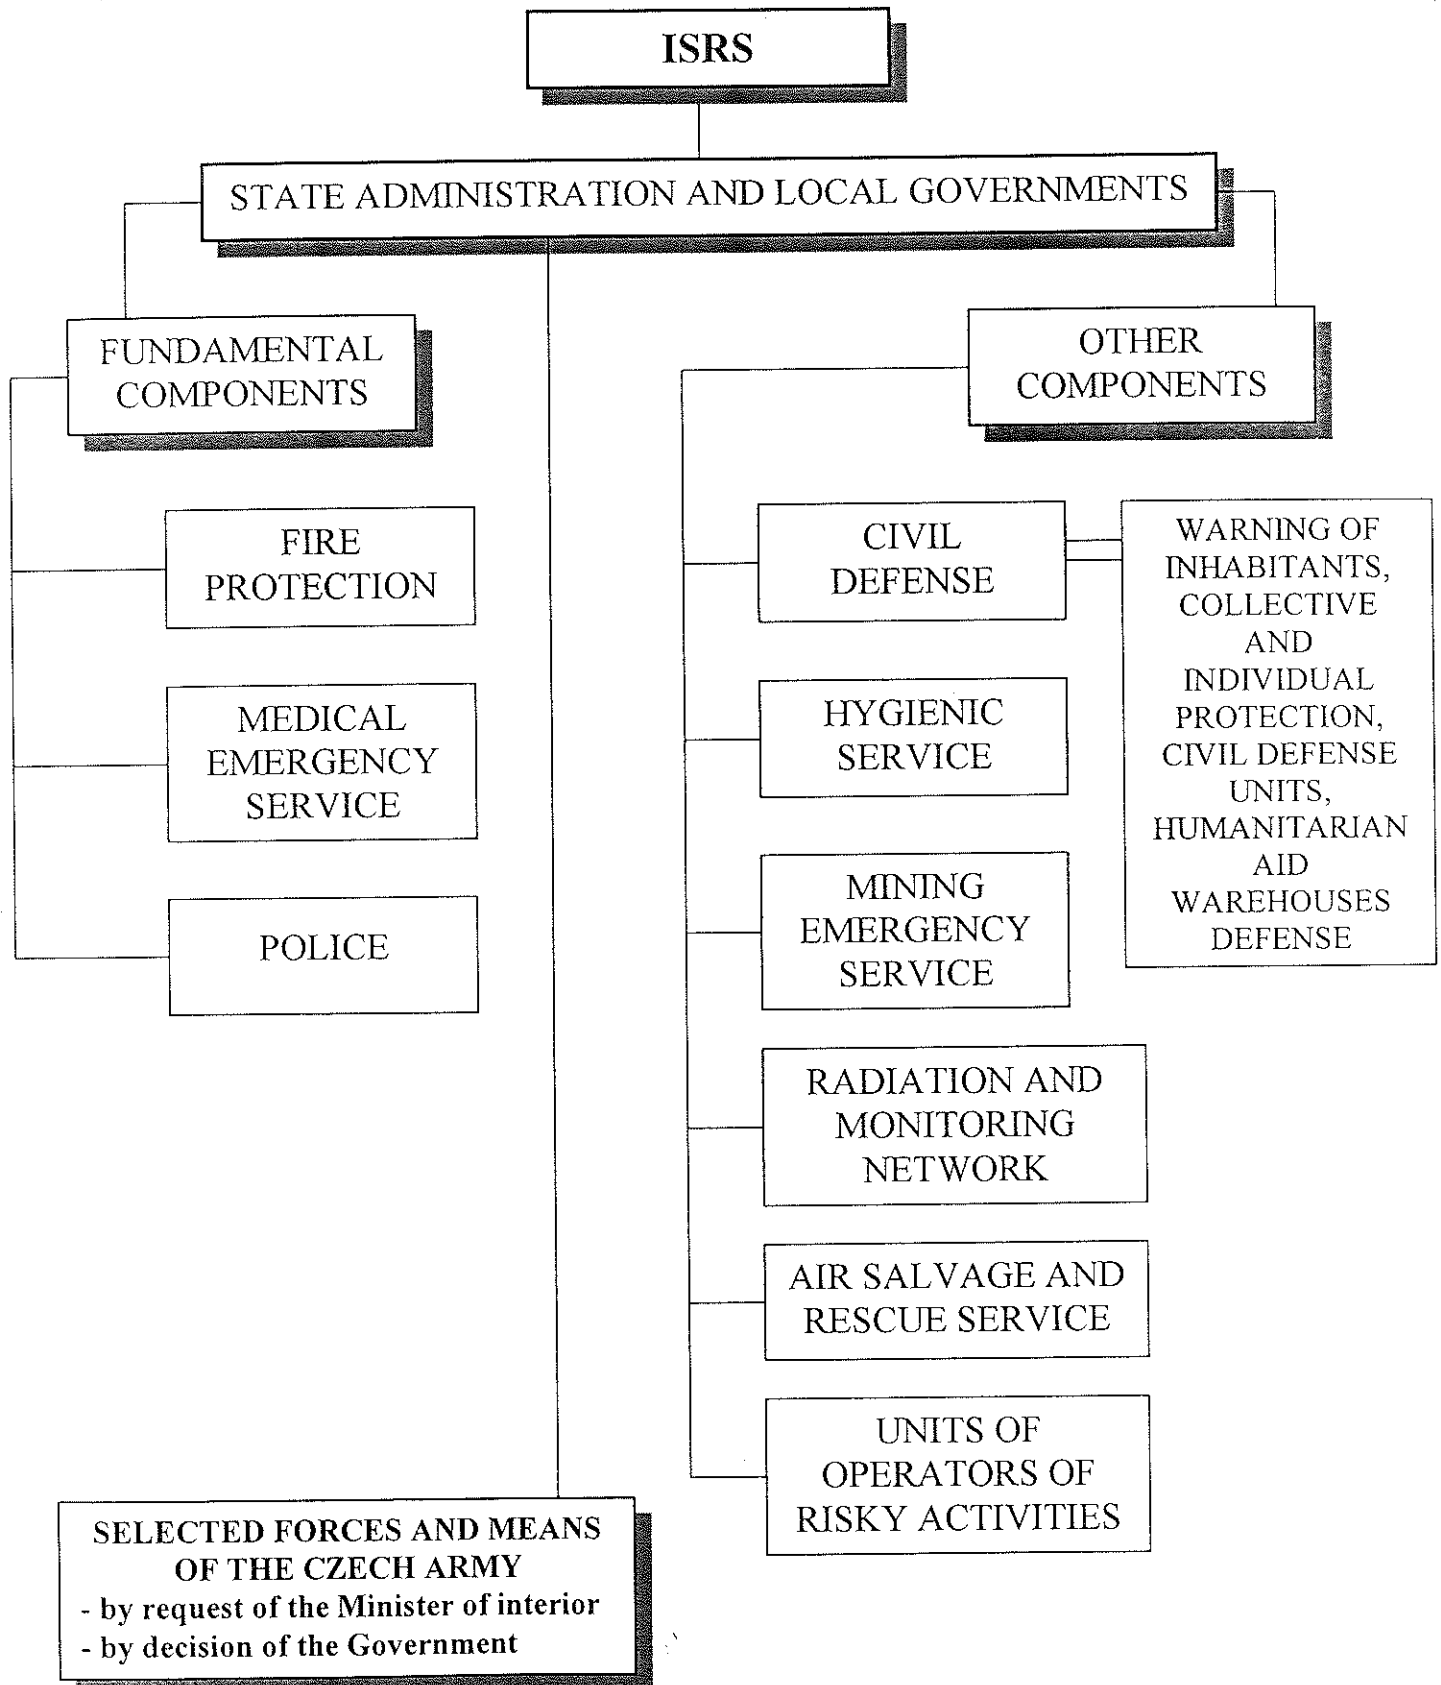 ISRS
STATE ADMINISTRATION AND LOCAL GOVERNMENTS
FUNDAMENTAL
COMPONENTS
FIRE
PROTECTION
MEDICAL
EMERGENCY
SERVICE
POLICE
OTHER
COMPONENTS
CIVIL
DEFENSE
WARNING OF
INHABITANTS,
COLLECTIVE
AND
INDIVIDUAL
PROTECTION,
CIVIL DEFENSE
UNITS,
HUMANITARIAN
AID
WAREHOUSES
DEFENSE
HYGIENIC
SERVICE
MINING
EMERGENCY
SERVICE
RADIATION AND
MONITORING
NETWORK
AIR SALVAGE AND
RESCUE SERVICE
UNITS OF
OPERATORS OF
RISKY ACTIVITIES
SELECTED FORCES AND MEANS
OF THE CZECH ARMY
- by request of the Minister of interior
- by decision of the Government